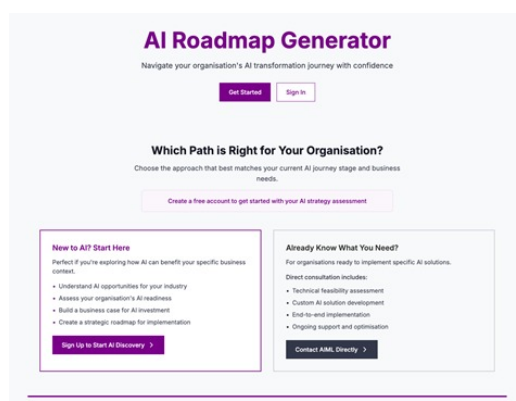 AI Roadmap Generator
Navigate your organisation's AI transformation journey with confidence
Get Started
Sign In
Which Path is Right for Your Organisation?
Choose the approach that best matches your current AI journey stage and business
needs.
Create a free account to get started with your AI strategy assessment
New to AI? Start Here
Perfect if you're exploring how AI can benefit your specific business
context.
• Understand AI opportunities for your industry
• Assess your organisation's AI readiness
• Build a business case for AI investment
• Create a strategic roadmap for implementation
Sign Up to Start AI Discovery >
Already Know What You Need?
For organisations ready to implement specific AI solutions.
Direct consultation includes:
• Technical feasibility assessment
• Custom AI solution development
• End-to-end implementation
• Ongoing support and optimisation
Contact AIML Directly >